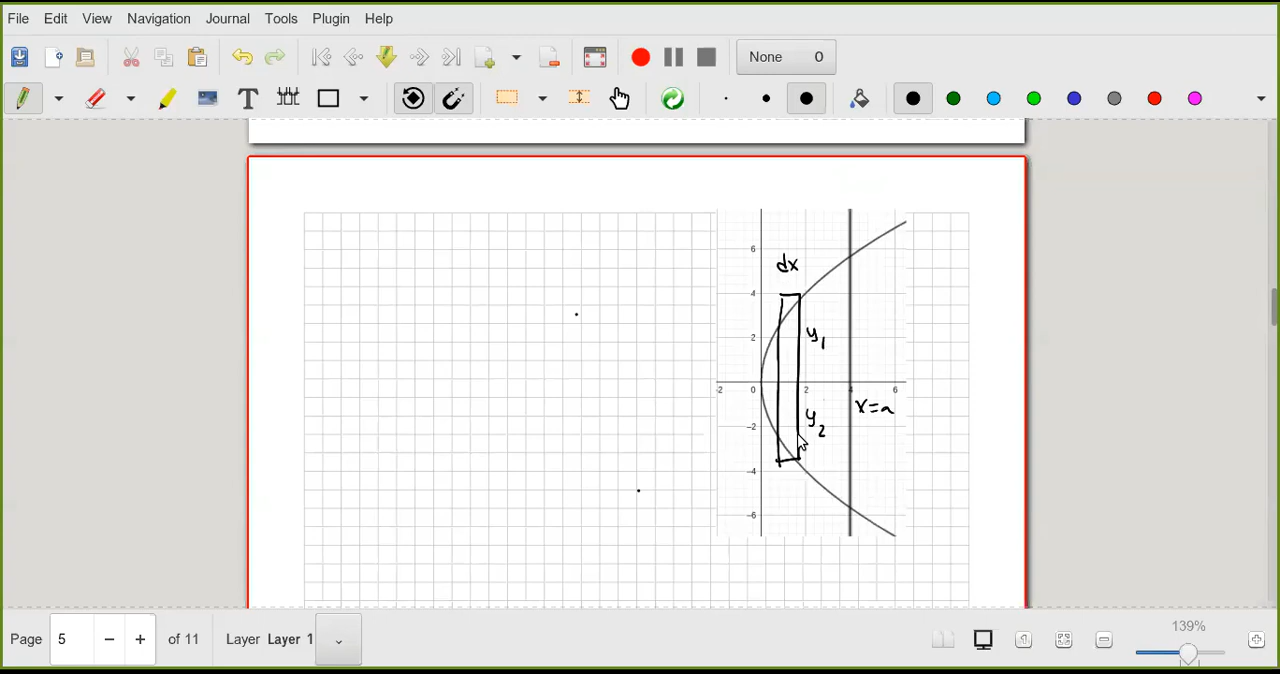 File Edit View Navigation Journal Tools Plugin Help
None 0
T
6
dx
4
y1
2
-2 0 2 4 6
x=a
y2
-2
-4
-6
Page 5 of 11 Layer Layer 1 139%